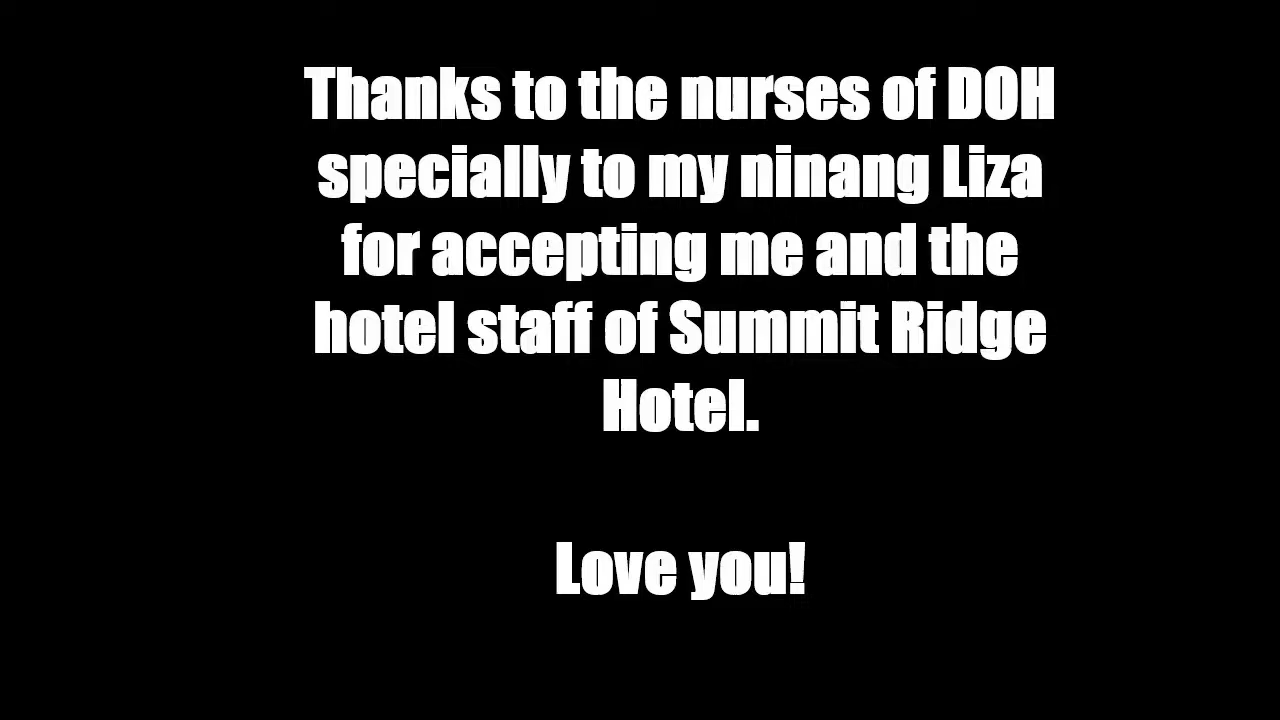 Thanks to the nurses of DOH
specially to my ninang Liza
for accepting me and the
hotel staff of Summit Ridge
Hotel.
Love you!